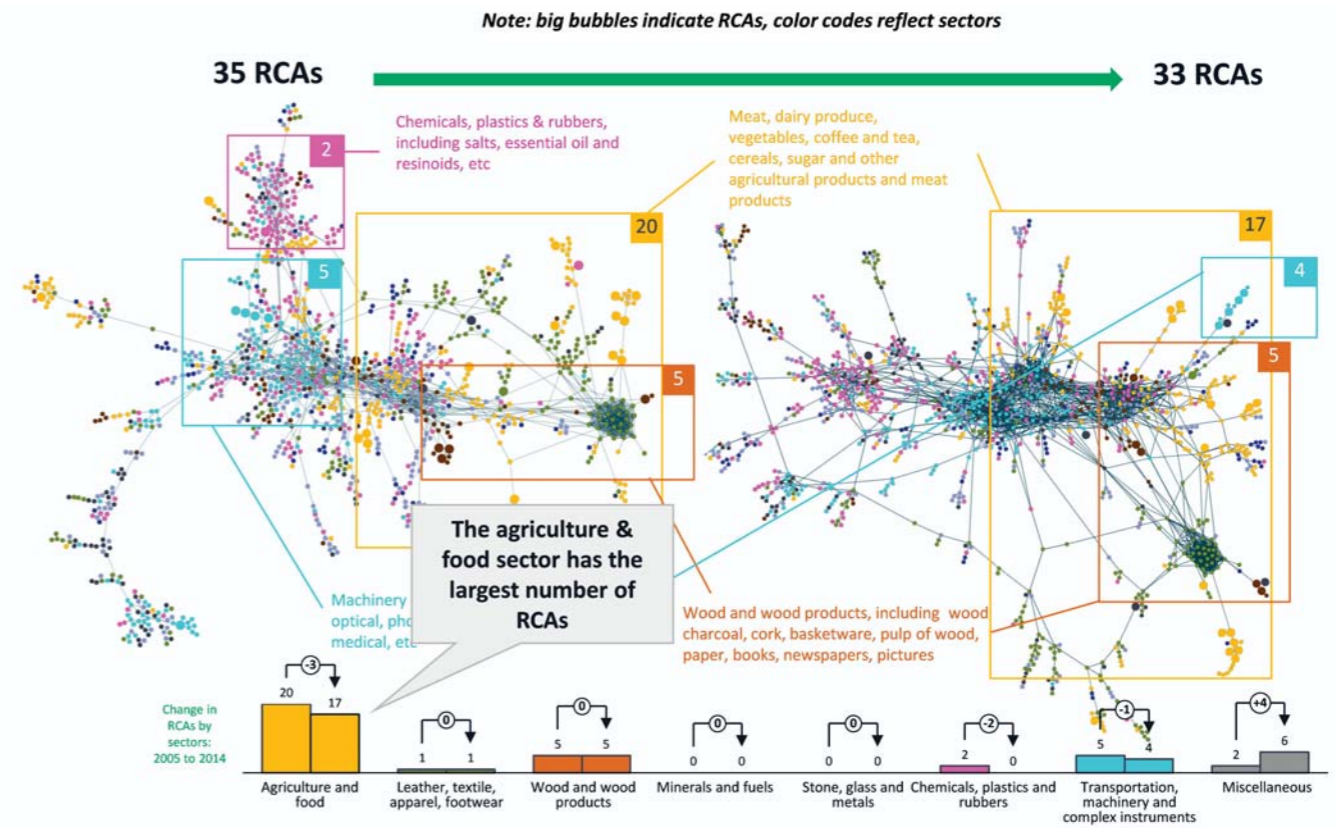 Note: big bubbles indicate RCAs, color codes reflect sectors
35 RCAs
33 RCAs
Chemicals, plastics & rubbers,
including salts, essential oil and
resinoids, etc
Meat, dairy produce,
vegetables, coffee and tea,
cereals, sugar and other
agricultural products and meat
products
2
20
5
5
17
4
5
The agriculture &
food sector has the
largest number of
RCAs
Machinery
optical,
medical,
Wood and wood products, including wood
charcoal, cork, basketware, pulp of wood,
paper, books, newspapers, pictures
Change in
RCAs by
sectors:
2005 to 2014
-3
20
17
0
1
1
0
5
5
0
0
0
0
0
0
-2
2
0
-1
5
4
+4
2
6
Agriculture and
food
Leather, textile,
apparel, footwear
Wood and wood
products
Minerals and fuels
Stone, glass and
metals
Chemicals, plastics and
rubbers
Transportation,
machinery and
complex instruments
Miscellaneous